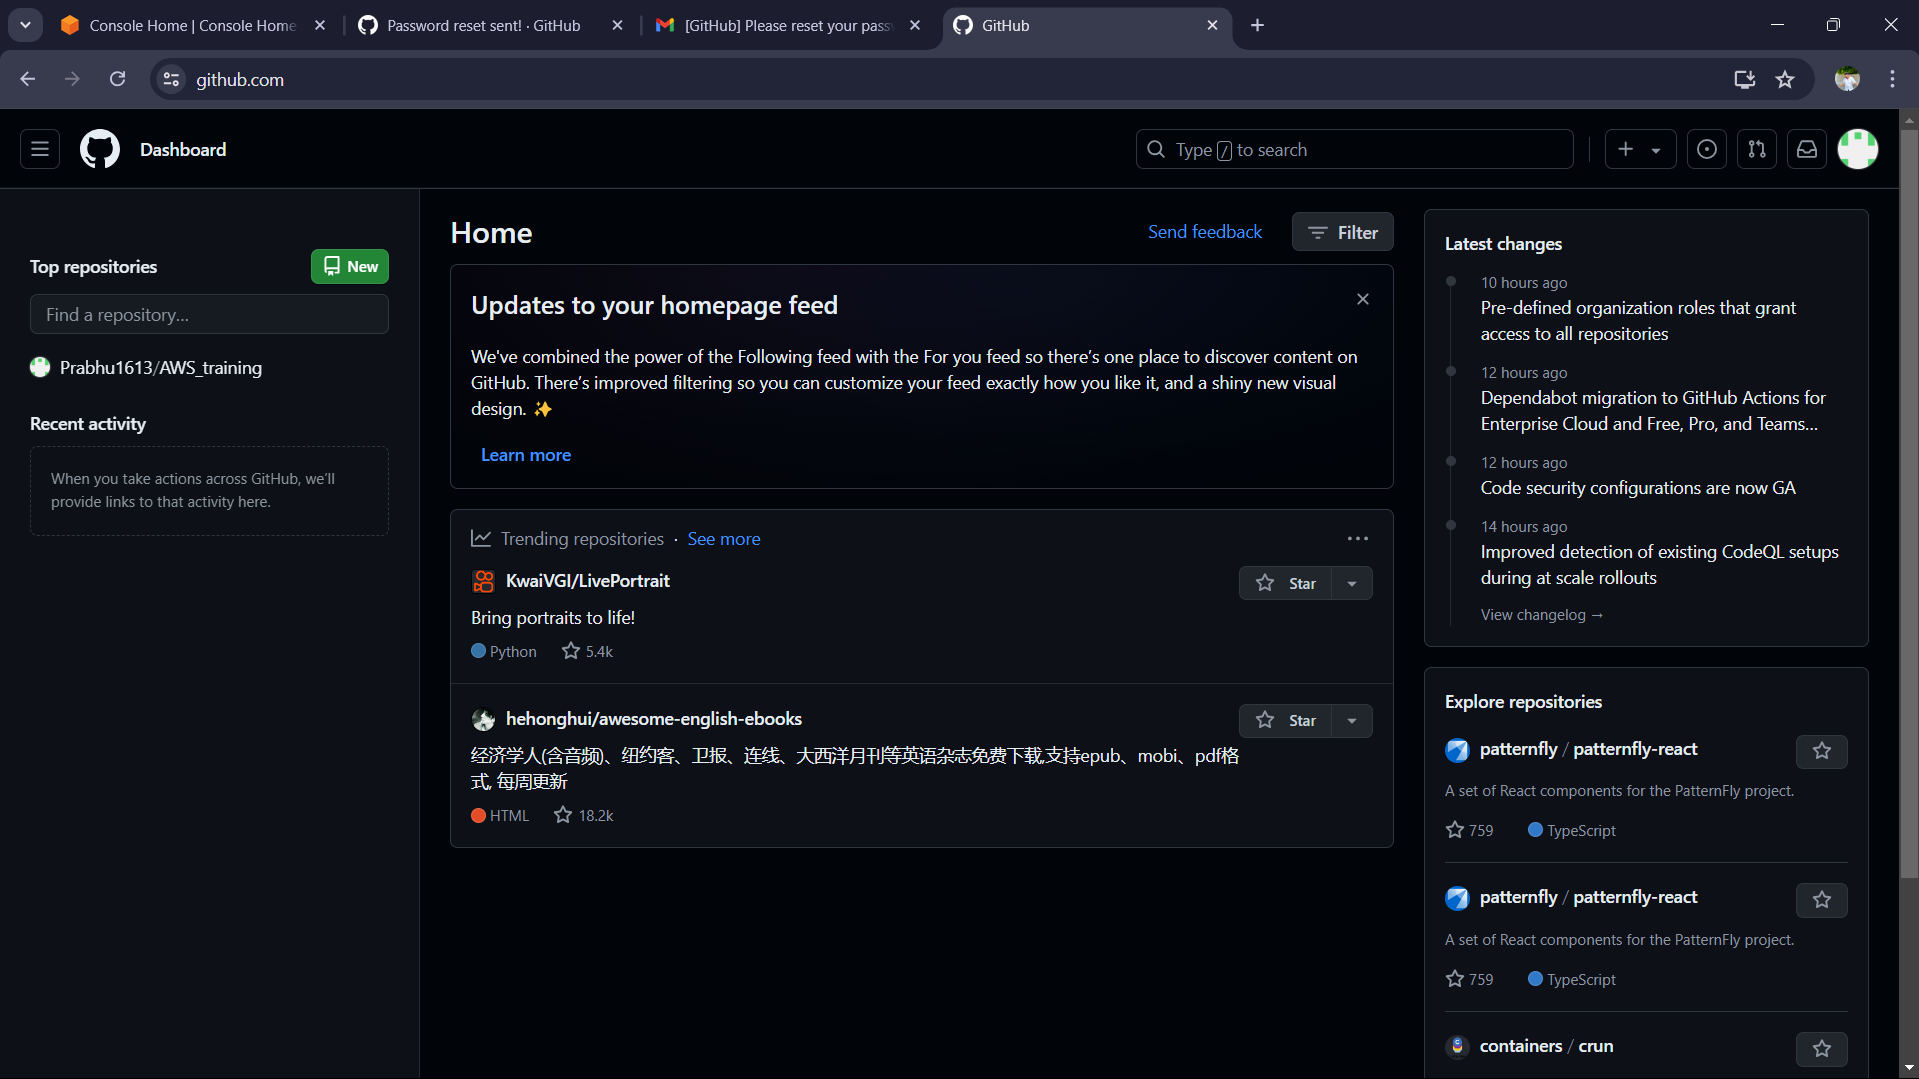 Console Home | Console Home
Password reset sent! · GitHub
[GitHub] Please reset your pass
GitHub
github.com
Dashboard
Type / to search
Top repositories
New
Find a repository...
Prabhu1613/AWS_training
Recent activity
When you take actions across GitHub, we'll
provide links to that activity here.
Home
Send feedback
Filter
Updates to your homepage feed
We've combined the power of the Following feed with the For you feed so there's one place to discover content on
GitHub. There's improved filtering so you can customize your feed exactly how you like it, and a shiny new visual
design. ✨
Learn more
Trending repositories · See more
KwaiVGI/LivePortrait
Star
Bring portraits to life!
Python 5.4k
hehonghui/awesome-english-ebooks
Star
经济学人(含音频)、纽约客、卫报、连线、大西洋月刊等英语杂志免费下载,支持epub、mobi、pdf格
式, 每周更新
HTML 18.2k
Latest changes
10 hours ago
Pre-defined organization roles that grant
access to all repositories
12 hours ago
Dependabot migration to GitHub Actions for
Enterprise Cloud and Free, Pro, and Teams...
12 hours ago
Code security configurations are now GA
14 hours ago
Improved detection of existing CodeQL setups
during at scale rollouts
View changelog →
Explore repositories
patternfly / patternfly-react
A set of React components for the PatternFly project.
759 TypeScript
patternfly / patternfly-react
A set of React components for the PatternFly project.
759 TypeScript
containers / crun